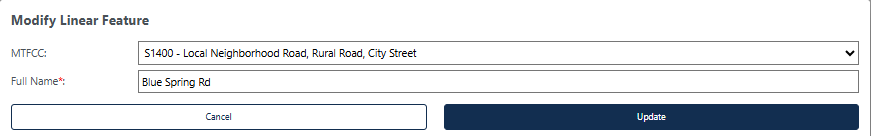 Modify Linear Feature
MTFCC: S1400 - Local Neighborhood Road, Rural Road, City Street
Full Name*: Blue Spring Rd
Cancel Update